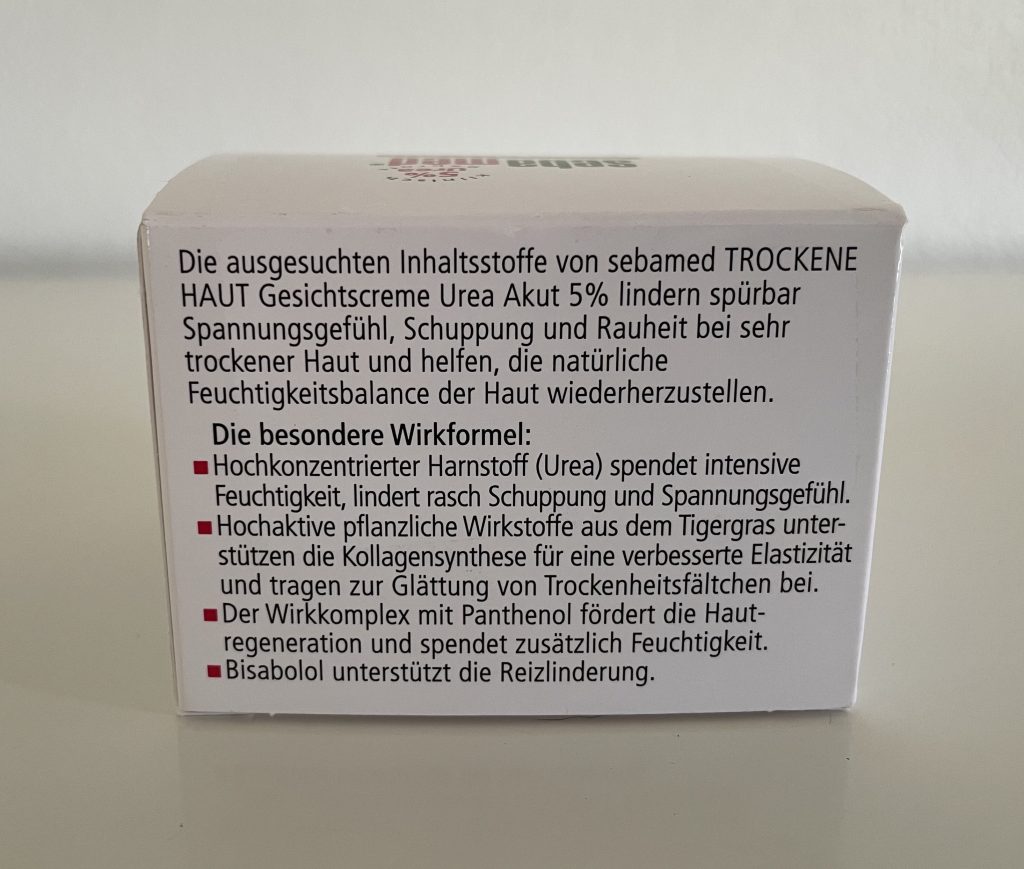 sebamed
5%
Die ausgesuchten Inhaltsstoffe von sebamed TROCKENE
HAUT Gesichtscreme Urea Akut 5% lindern spürbar
Spannungsgefühl, Schuppung und Rauheit bei sehr
trockener Haut und helfen, die natürliche
Feuchtigkeitsbalance der Haut wiederherzustellen.
Die besondere Wirkformel:
Hochkonzentrierter Harnstoff (Urea) spendet intensive
Feuchtigkeit, lindert rasch Schuppung und Spannungsgefühl.
Hochaktive pflanzliche Wirkstoffe aus dem Tigergras unter-
stützen die Kollagensynthese für eine verbesserte Elastizität
und tragen zur Glättung von Trockenheitsfältchen bei.
Der Wirkkomplex mit Panthenol fördert die Haut-
regeneration und spendet zusätzlich Feuchtigkeit.
Bisabolol unterstützt die Reizlinderung.